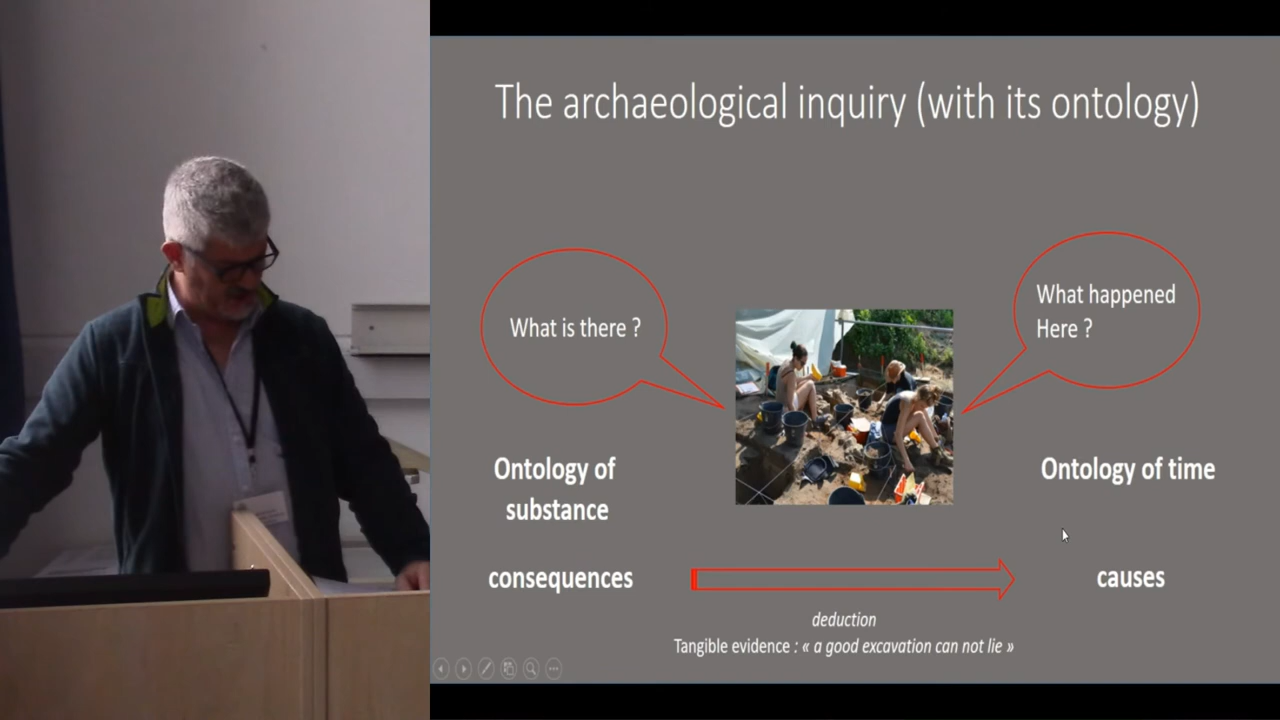 The archaeological inquiry (with its ontology)
What is there ?
What happened
Here ?
Ontology of
substance
Ontology of time
consequences
causes
deduction
Tangible evidence : « a good excavation can not lie »